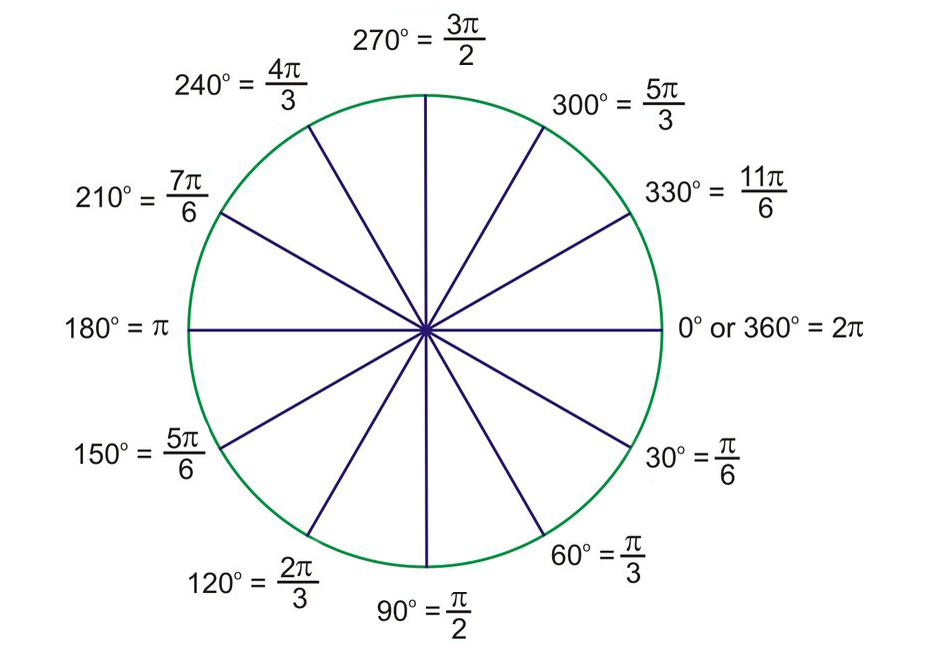 270° = 3π/2
240° = 4π/3
300° = 5π/3
210° = 7π/6
330° = 11π/6
180° = π
0° or 360° = 2π
150° = 5π/6
30° = π/6
60° = π/3
120° = 2π/3
90° = π/2